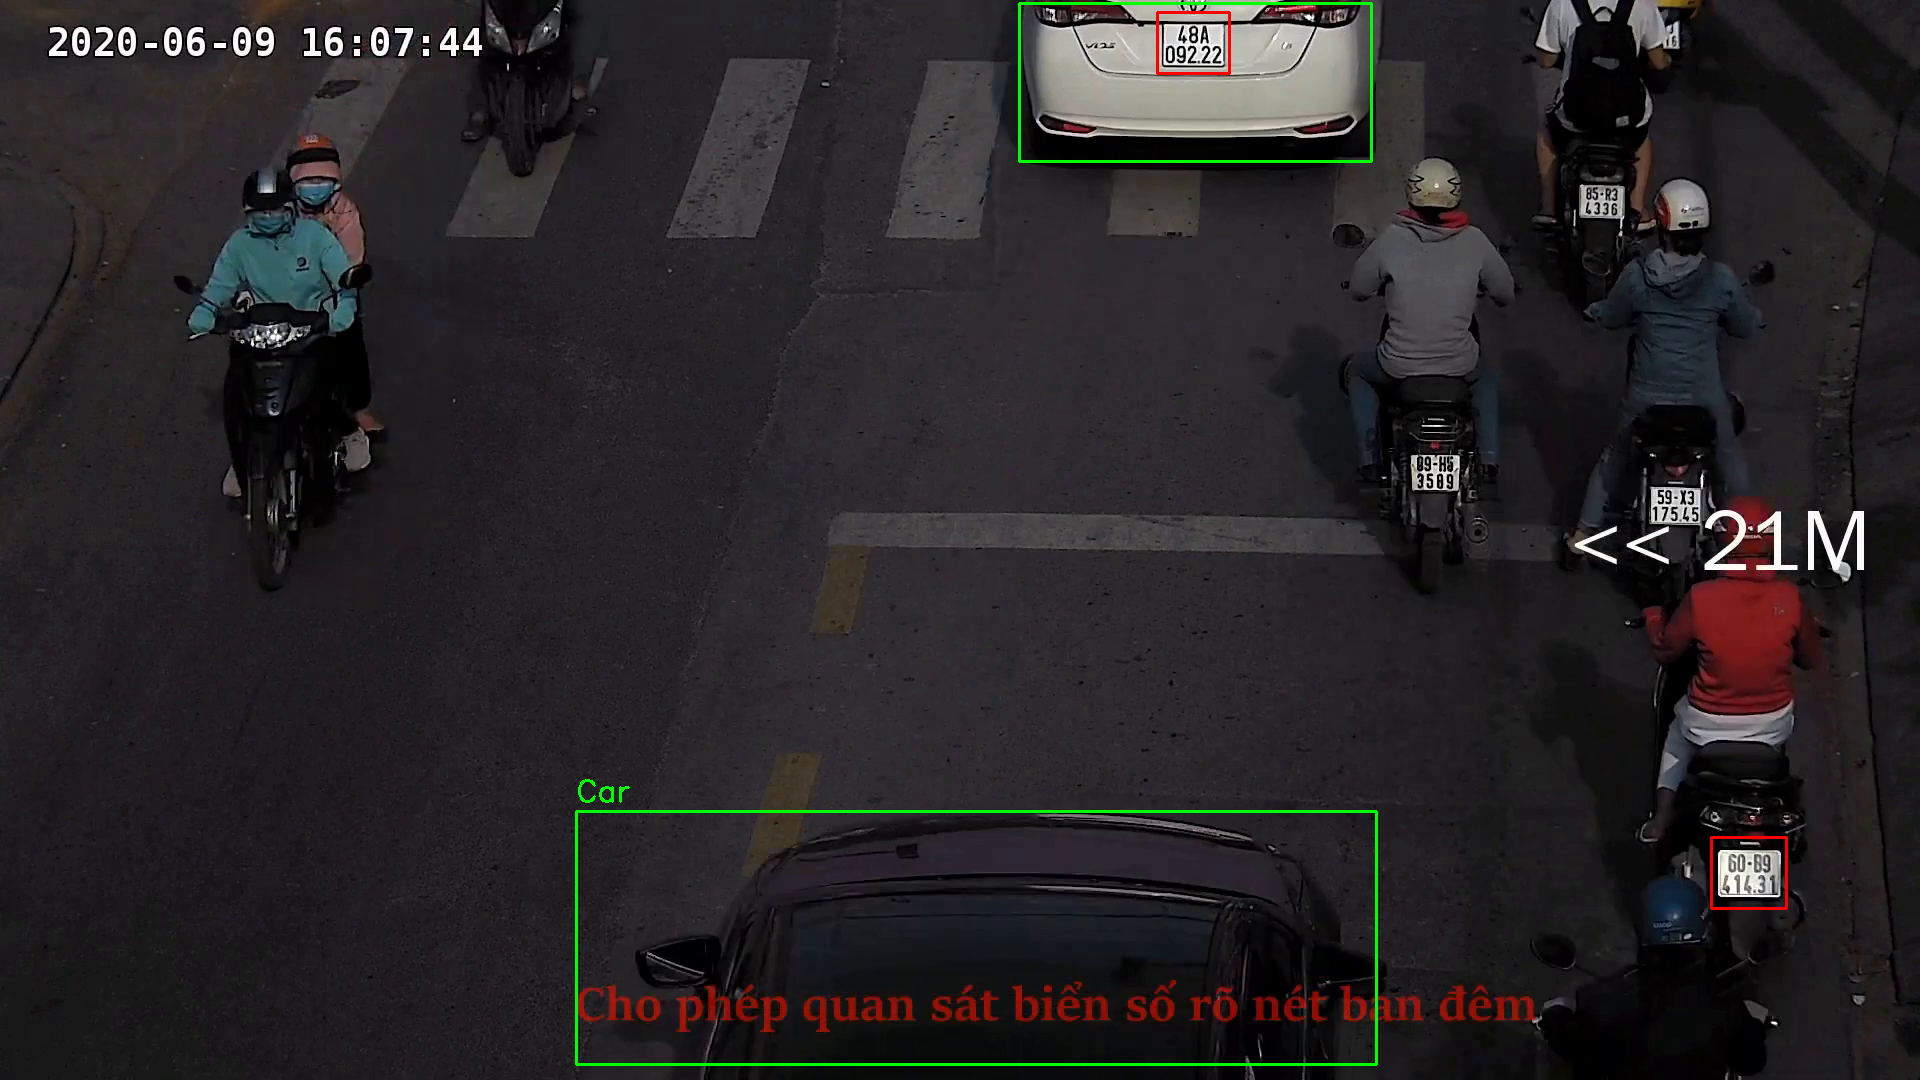 2020-06-09 16:07:44
48A
092.22
VIOS
85-R3
4336
89-H5
3589
59-X3
175.45
<< 21M
Car
60-B9
414.31
Cho phép quan sát biển số rõ nét ban đêm